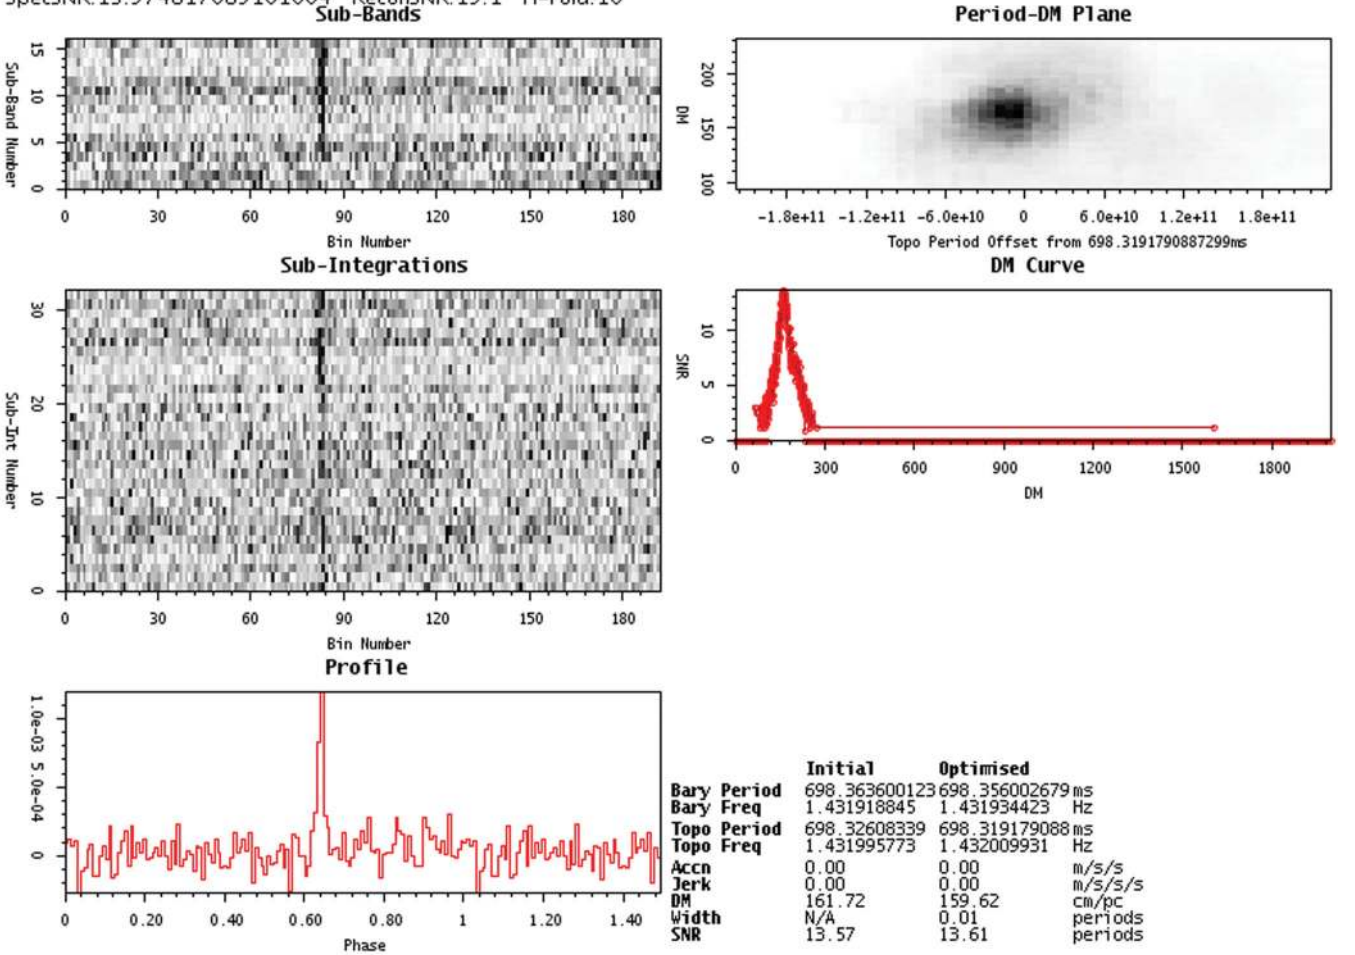 Sub-Bands
Sub-Band Number
0 5 10 15
0 30 60 90 120 150 180
Bin Number
Period-DM Plane
DM
100 150 200
-1.8e+11 -1.2e+11 -6.0e+10 0 6.0e+10 1.2e+11 1.8e+11
Topo Period Offset from 698.3191790887299ms
Sub-Integrations
Sub-Int Number
0 10 20 30
0 30 60 90 120 150 180
Bin Number
DM Curve
SNR
0 5 10
0 300 600 900 1200 1500 1800
DM
Profile
0 5.0e-04 1.0e-03
0 0.20 0.40 0.60 0.80 1 1.20 1.40
Phase
Initial Optimised
Bary Period 698.363600123 698.356002679 ms
Bary Freq 1.431918845 1.431934423 Hz
Topo Period 698.32608339 698.319179088 ms
Topo Freq 1.431995773 1.432009931 Hz
Accn 0.00 0.00 m/s/s
Jerk 0.00 0.00 m/s/s/s
DM 161.72 159.62 cm/pc
Width N/A 0.01 periods
SNR 13.57 13.61 periods